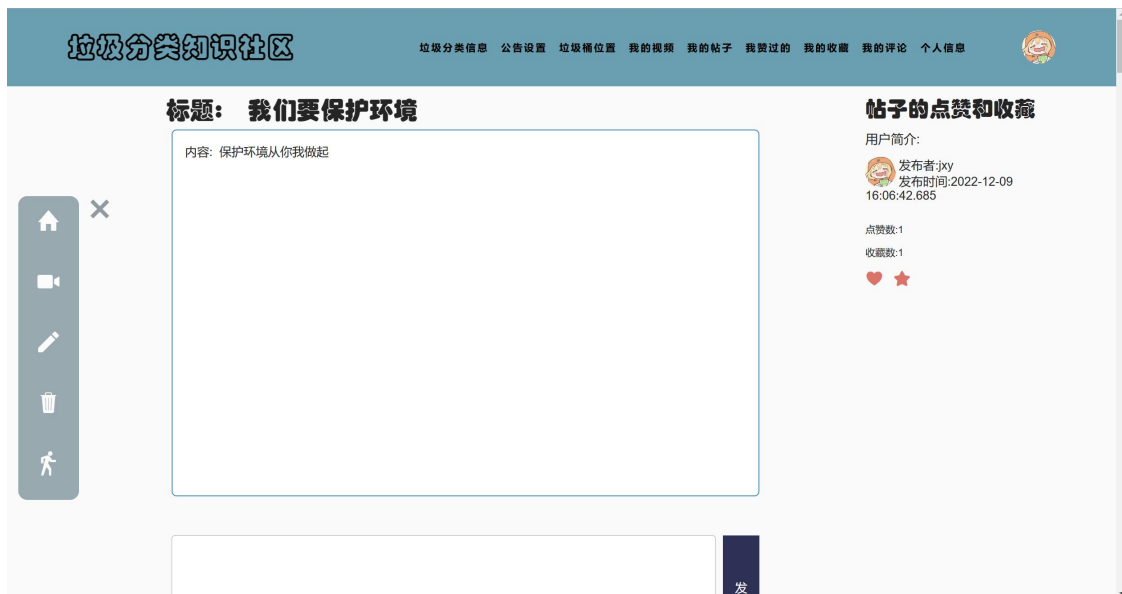 垃圾分类知识社区
垃圾分类信息 公告设置 垃圾桶位置 我的视频 我的帖子 我赞过的 我的收藏 我的评论 个人信息
标题: 我们要保护环境
内容: 保护环境从你我做起
帖子的点赞和收藏
用户简介:
发布者:jxy
发布时间:2022-12-09
16:06:42.685
点赞数:1
收藏数:1
发